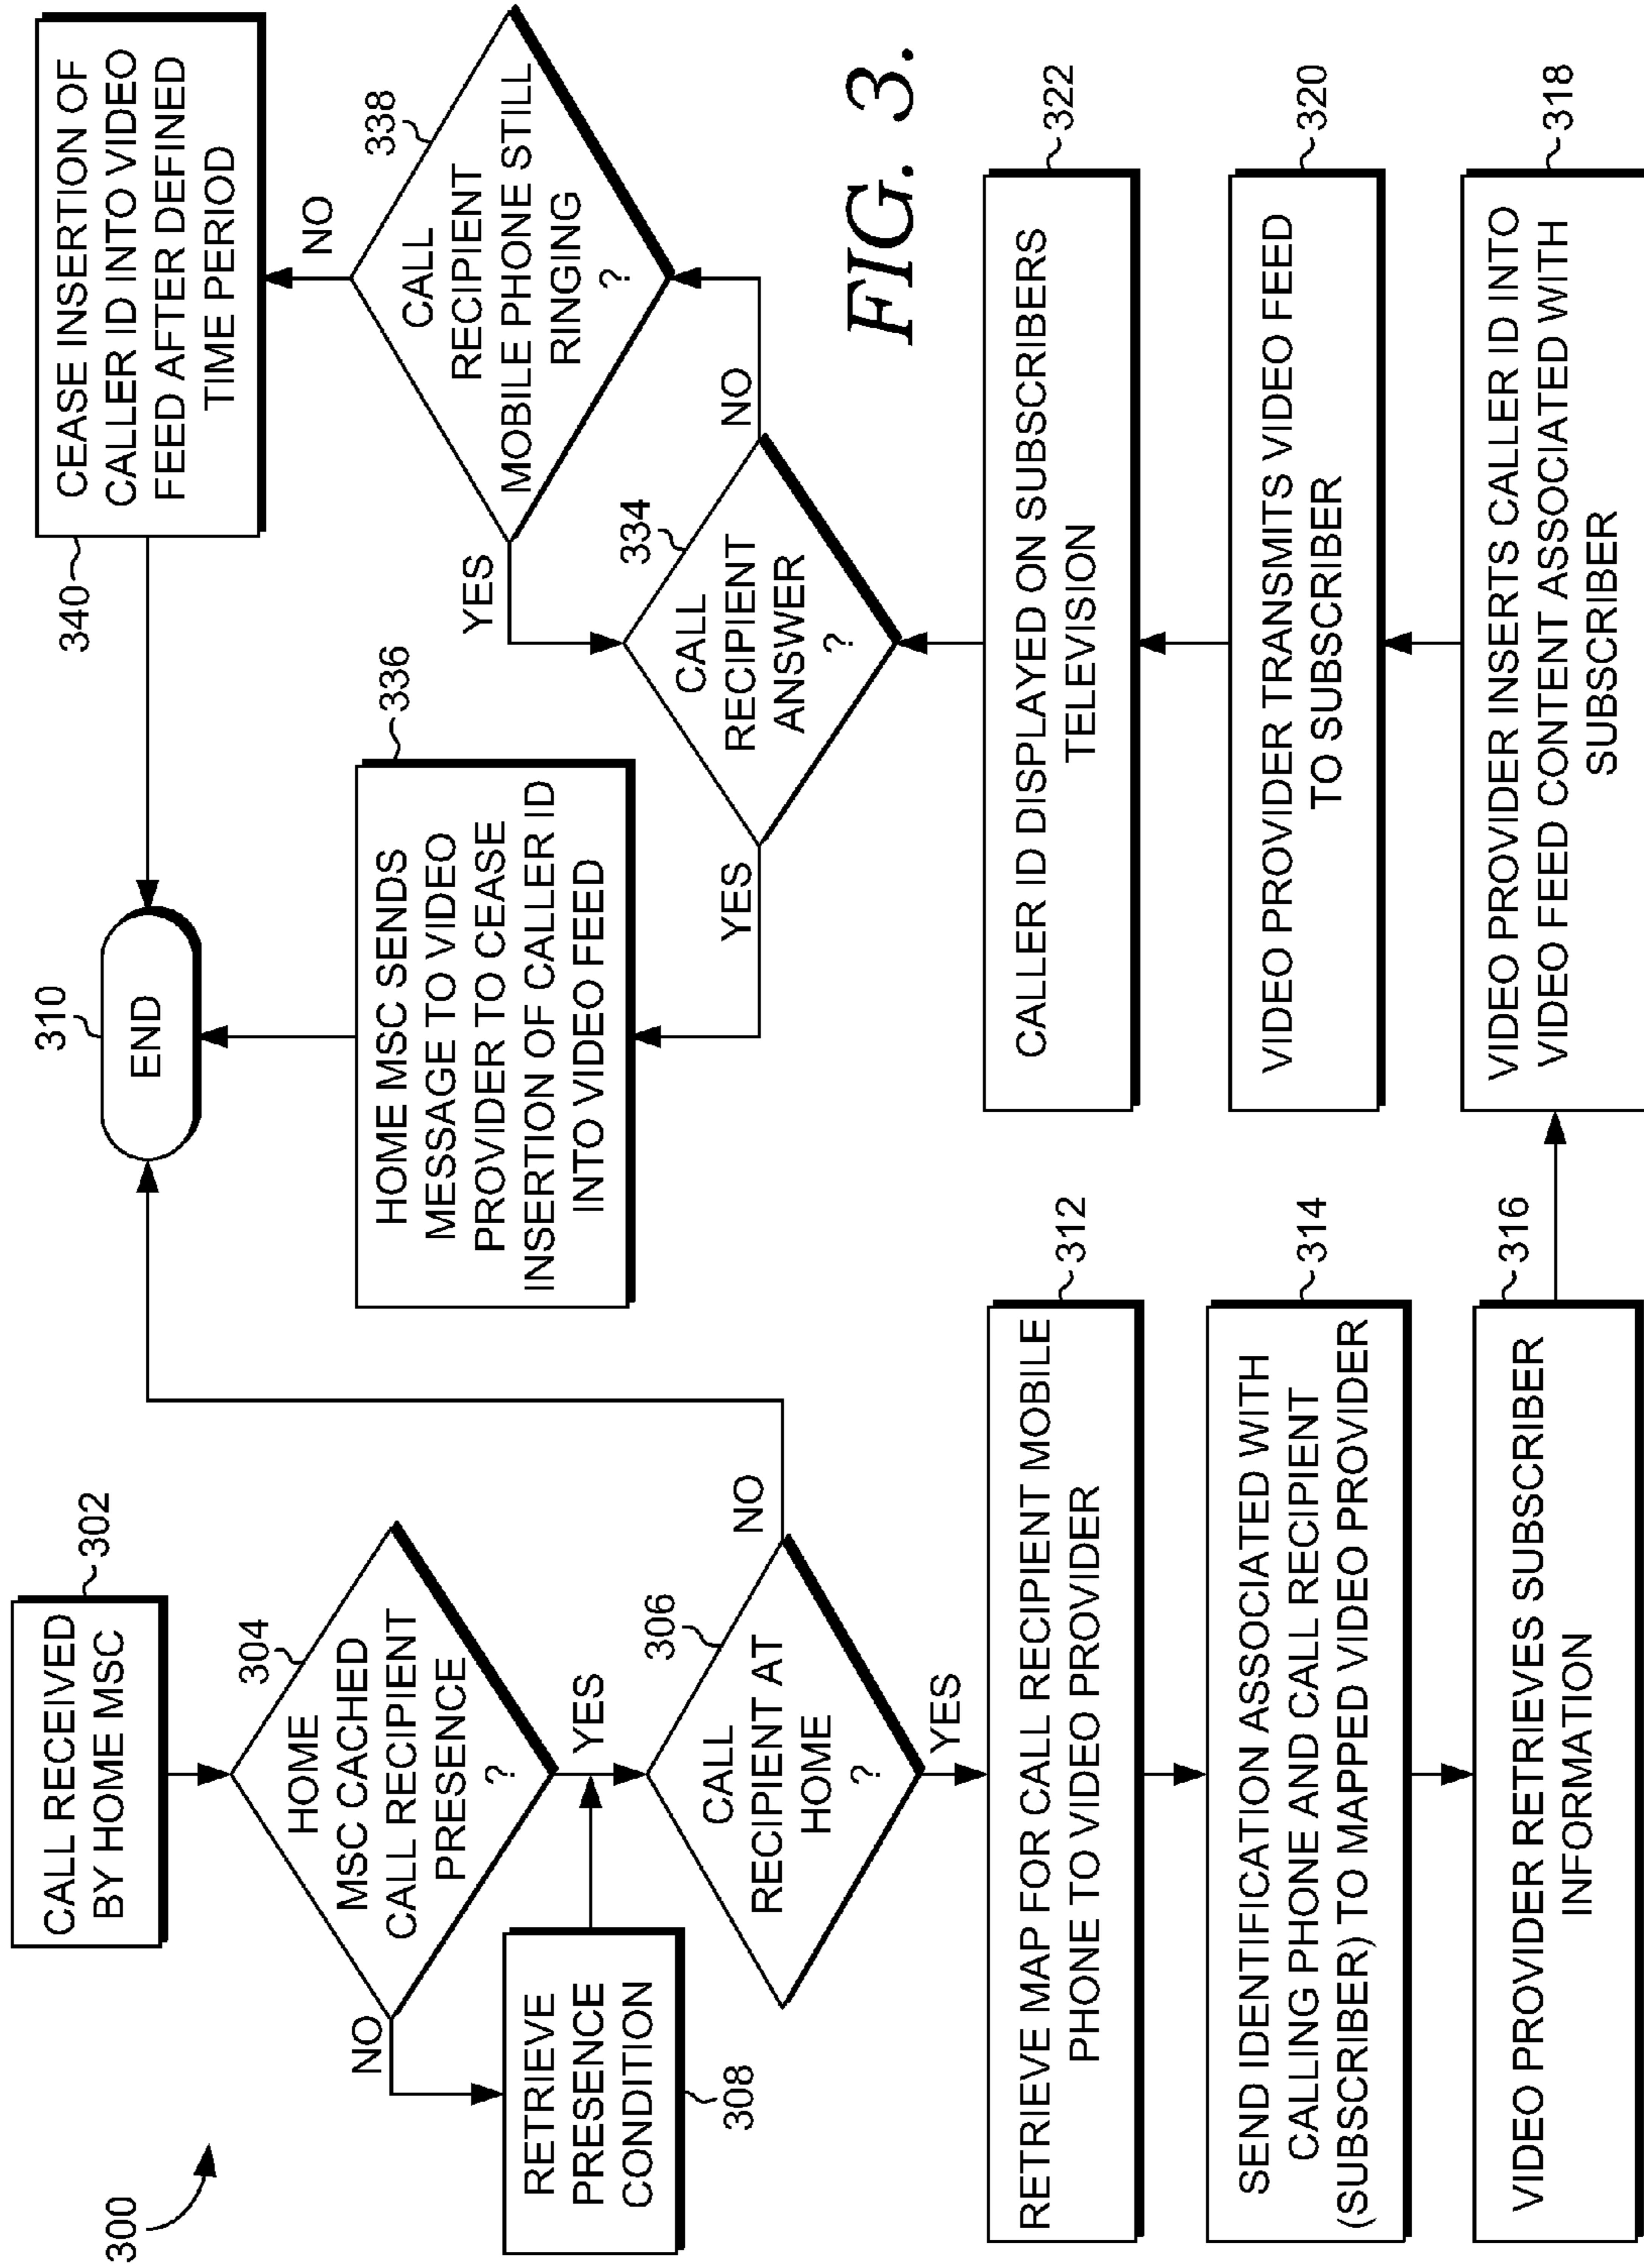 300
CALL RECEIVED
BY HOME MSC
302
HOME
MSC CACHED
CALL RECIPIENT
PRESENCE
?
304
NO
YES
RETRIEVE
PRESENCE
CONDITION
308
CALL
RECIPIENT AT
HOME
?
306
NO
YES
RETRIEVE MAP FOR CALL RECIPIENT MOBILE
PHONE TO VIDEO PROVIDER
312
SEND IDENTIFICATION ASSOCIATED WITH
CALLING PHONE AND CALL RECIPIENT
(SUBSCRIBER) TO MAPPED VIDEO PROVIDER
314
VIDEO PROVIDER RETRIEVES SUBSCRIBER
INFORMATION
316
VIDEO PROVIDER INSERTS CALLER ID INTO
VIDEO FEED CONTENT ASSOCIATED WITH
SUBSCRIBER
318
VIDEO PROVIDER TRANSMITS VIDEO FEED
TO SUBSCRIBER
320
CALLER ID DISPLAYED ON SUBSCRIBERS
TELEVISION
322
CALL
RECIPIENT
ANSWER
?
334
YES
NO
HOME MSC SENDS
MESSAGE TO VIDEO
PROVIDER TO CEASE
INSERTION OF CALLER ID
INTO VIDEO FEED
336
CALL
RECIPIENT
MOBILE PHONE STILL
RINGING
?
338
YES
NO
CEASE INSERTION OF
CALLER ID INTO VIDEO
FEED AFTER DEFINED
TIME PERIOD
340
END
310
FIG. 3.